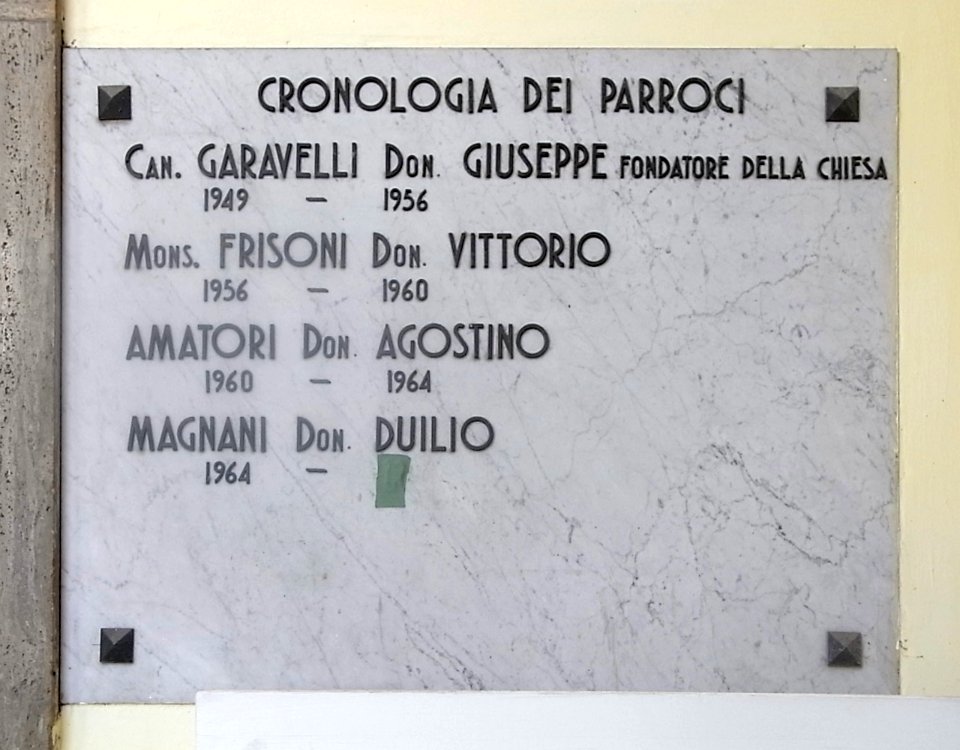 CRONOLOGIA DEI PARROCI
CAN. GARAVELLI DON. GIUSEPPE FONDATORE DELLA CHIESA
1949 – 1956
MONS. FRISONI DON. VITTORIO
1956 – 1960
AMATORI DON. AGOSTINO
1960 – 1964
MAGNANI DON. DUILIO
1964 –